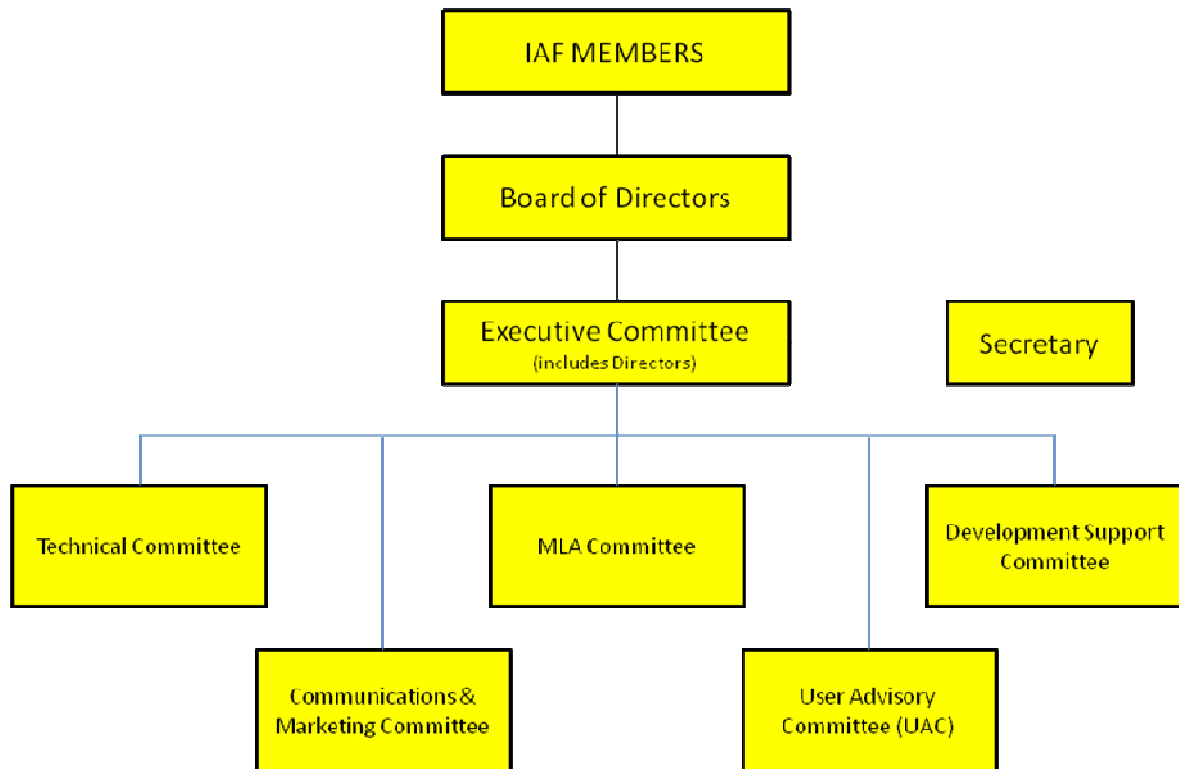 IAF MEMBERS
Board of Directors
Executive Committee
(includes Directors)
Secretary
Technical Committee
MLA Committee
Development Support
Committee
Communications &
Marketing Committee
User Advisory
Committee (UAC)